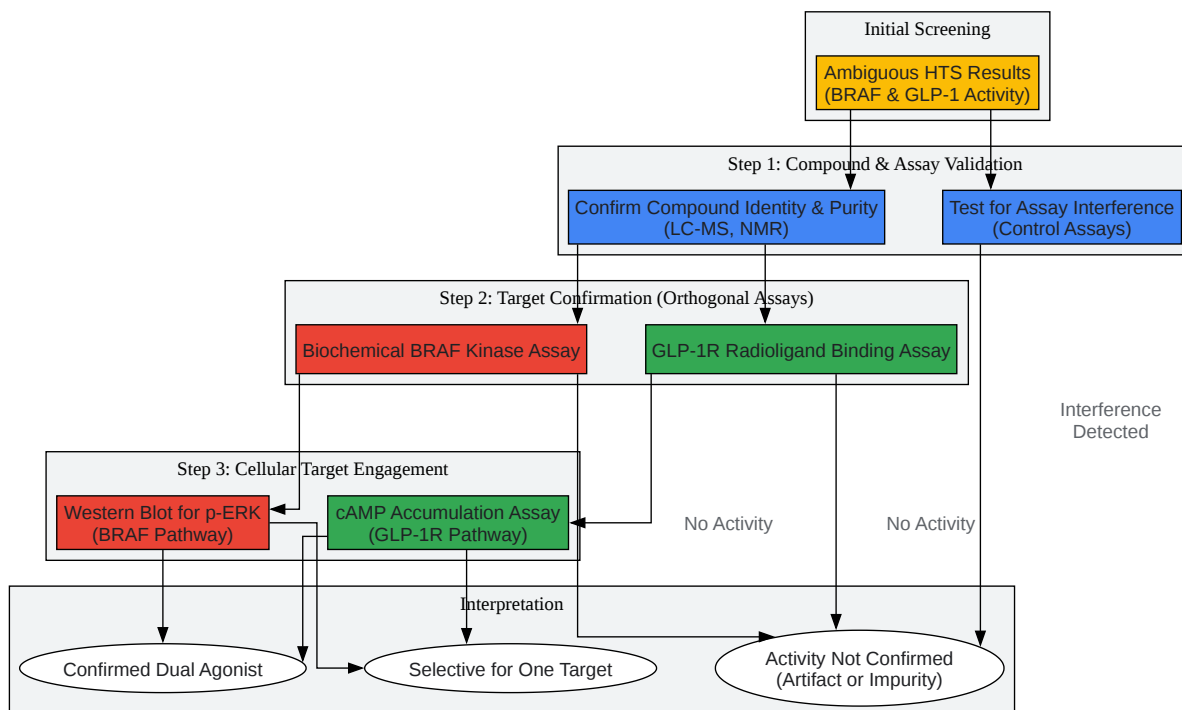 Initial Screening
Ambiguous HTS Results
(BRAF & GLP-1 Activity)
Step 1: Compound & Assay Validation
Confirm Compound Identity & Purity
(LC-MS, NMR)
Test for Assay Interference
(Control Assays)
Step 2: Target Confirmation (Orthogonal Assays)
Biochemical BRAF Kinase Assay
GLP-1R Radioligand Binding Assay
Interference
Detected
Step 3: Cellular Target Engagement
Western Blot for p-ERK
(BRAF Pathway)
cAMP Accumulation Assay
(GLP-1R Pathway)
No Activity
No Activity
Interpretation
Confirmed Dual Agonist
Selective for One Target
Activity Not Confirmed
(Artifact or Impurity)